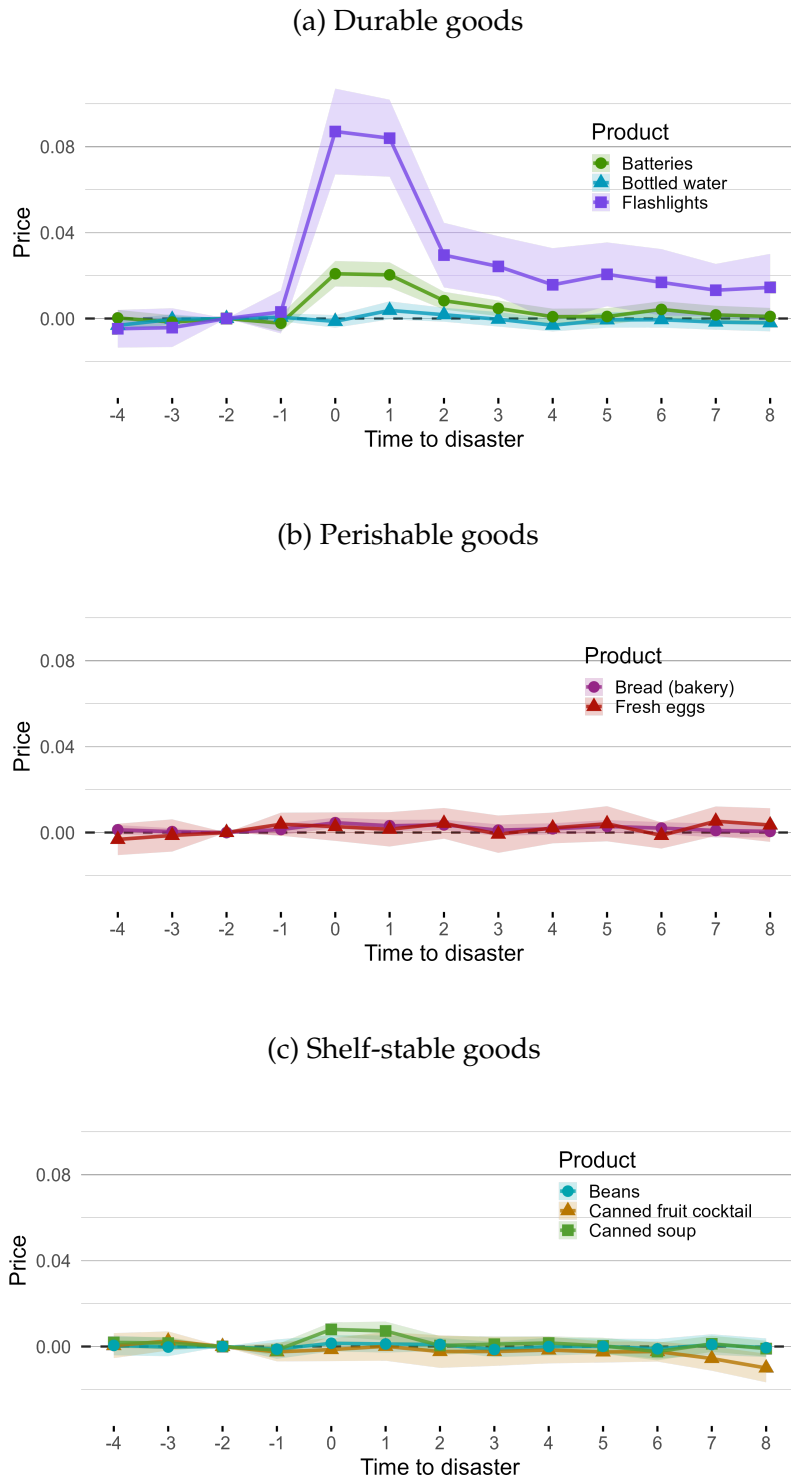 (a) Durable goods
Product
Batteries
Bottled water
Flashlights
0.08
0.04
0.00
Price
-4 -3 -2 -1 0 1 2 3 4 5 6 7 8
Time to disaster
(b) Perishable goods
Product
Bread (bakery)
Fresh eggs
0.08
0.04
0.00
Price
-4 -3 -2 -1 0 1 2 3 4 5 6 7 8
Time to disaster
(c) Shelf-stable goods
Product
Beans
Canned fruit cocktail
Canned soup
0.08
0.04
0.00
Price
-4 -3 -2 -1 0 1 2 3 4 5 6 7 8
Time to disaster